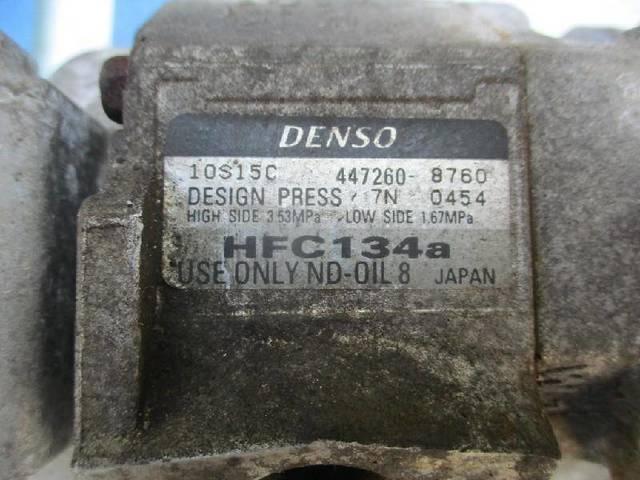 DENSO
10S15C 447260-8760
DESIGN PRESS 7N 0454
HIGH SIDE 3.53MPa LOW SIDE 1.67MPa
HFC134a
USE ONLY ND-OIL 8 JAPAN